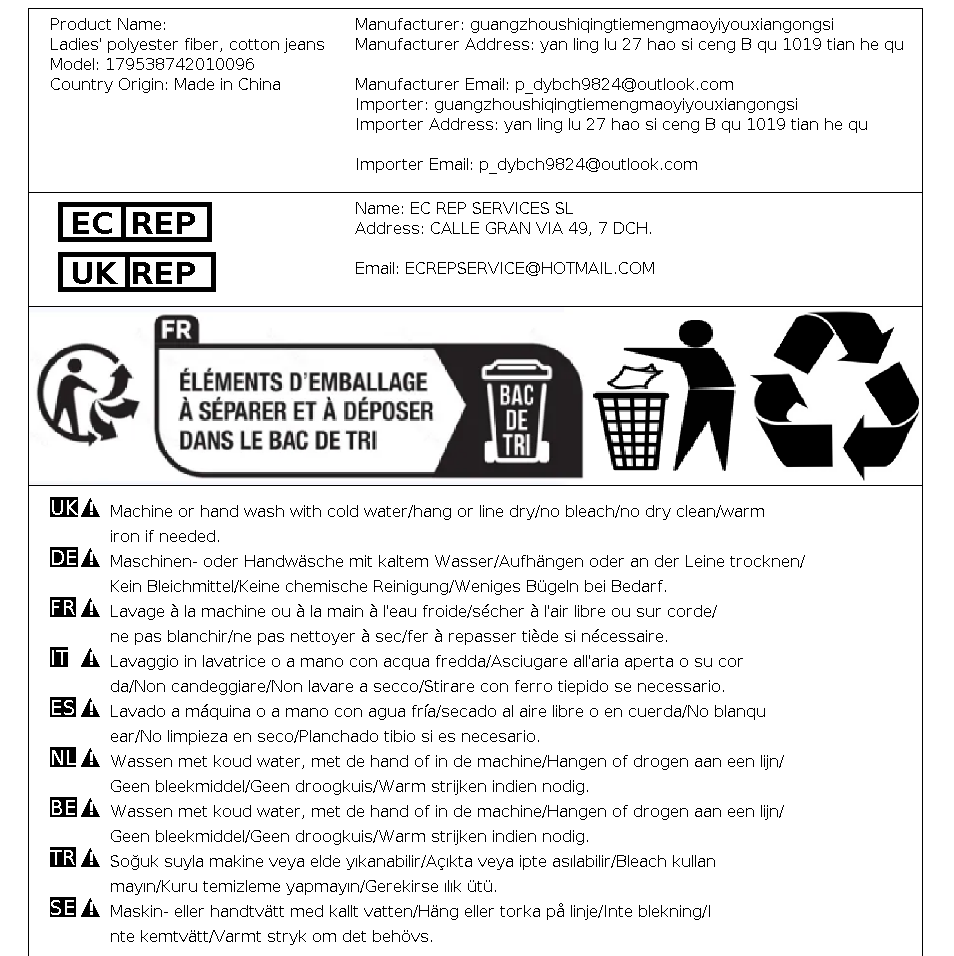 Product Name:
Ladies' polyester fiber, cotton jeans
Model: 179538742010096
Country Origin: Made in China
Manufacturer: guangzhoushiqingtiemengmaoyiyouxiangongsi
Manufacturer Address: yan ling lu 27 hao si ceng B qu 1019 tian he qu
Manufacturer Email: p_dybch9824@outlook.com
Importer: guangzhoushiqingtiemengmaoyiyouxiangongsi
Importer Address: yan ling lu 27 hao si ceng B qu 1019 tian he qu
Importer Email: p_dybch9824@outlook.com
EC REP
UK REP
Name: EC REP SERVICES SL
Address: CALLE GRAN VIA 49, 7 DCH.
Email: ECREPSERVICE@HOTMAIL.COM
FR
ÉLÉMENTS D'EMBALLAGE
À SÉPARER ET À DÉPOSER
DANS LE BAC DE TRI
BAC
DE
TRI
UK Machine or hand wash with cold water/hang or line dry/no bleach/no dry clean/warm
iron if needed.
DE Maschinen- oder Handwäsche mit kaltem Wasser/Aufhängen oder an der Leine trocknen/
Kein Bleichmittel/Keine chemische Reinigung/Weniges Bügeln bei Bedarf.
FR Lavage à la machine ou à la main à l'eau froide/sécher à l'air libre ou sur corde/
ne pas blanchir/ne pas nettoyer à sec/fer à repasser tiède si nécessaire.
IT Lavaggio in lavatrice o a mano con acqua fredda/Asciugare all'aria aperta o su cor
da/Non candeggiare/Non lavare a secco/Stirare con ferro tiepido se necessario.
ES Lavado a máquina o a mano con agua fría/secado al aire libre o en cuerda/No blanqu
ear/No limpieza en seco/Planchado tibio si es necesario.
NL Wassen met koud water, met de hand of in de machine/Hangen of drogen aan een lijn/
Geen bleekmiddel/Geen droogkuis/Warm strijken indien nodig.
BE Wassen met koud water, met de hand of in de machine/Hangen of drogen aan een lijn/
Geen bleekmiddel/Geen droogkuis/Warm strijken indien nodig.
TR Soğuk suyla makine veya elde yıkanabilir/Açıkta veya ipte asılabilir/Bleach kullan
mayın/Kuru temizleme yapmayın/Gerekirse ılık ütü.
SE Maskin- eller handtvätt med kallt vatten/Häng eller torka på linje/Inte blekning/I
nte kemtvätt/Varmt stryk om det behövs.